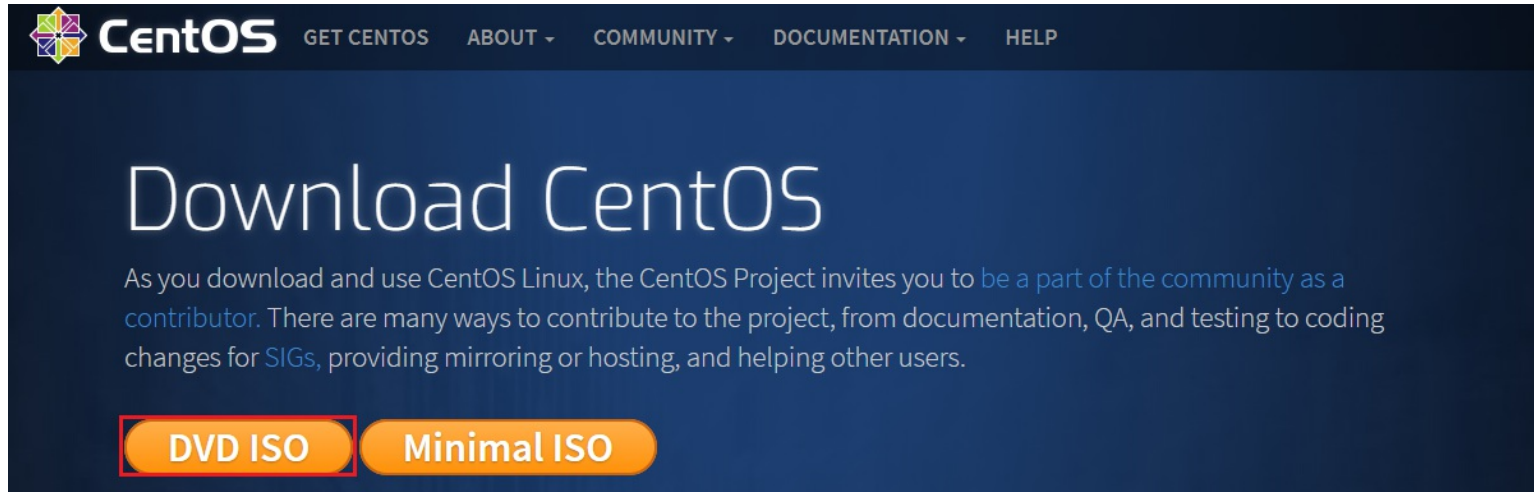 CentOS GET CENTOS ABOUT COMMUNITY DOCUMENTATION HELP
Download CentOS
As you download and use CentOS Linux, the CentOS Project invites you to be a part of the community as a
contributor. There are many ways to contribute to the project, from documentation, QA, and testing to coding
changes for SIGs, providing mirroring or hosting, and helping other users.
DVD ISO Minimal ISO